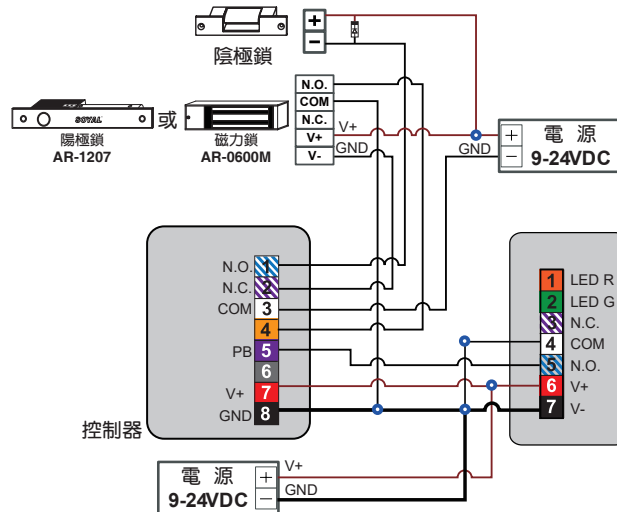 +
−
陰極鎖
SOYAL
或
陽極鎖
AR-1207
磁力鎖
AR-0600M
N.O.
COM
N.C.
V+
V-
V+
GND
GND
+
−
電 源
9-24VDC
N.O. 1
N.C. 2
COM 3
4
PB 5
6
V+ 7
GND 8
控制器
1 LED R
2 LED G
3 N.C.
4 COM
5 N.O.
6 V+
7 V-
電 源
9-24VDC
+
−
V+
GND